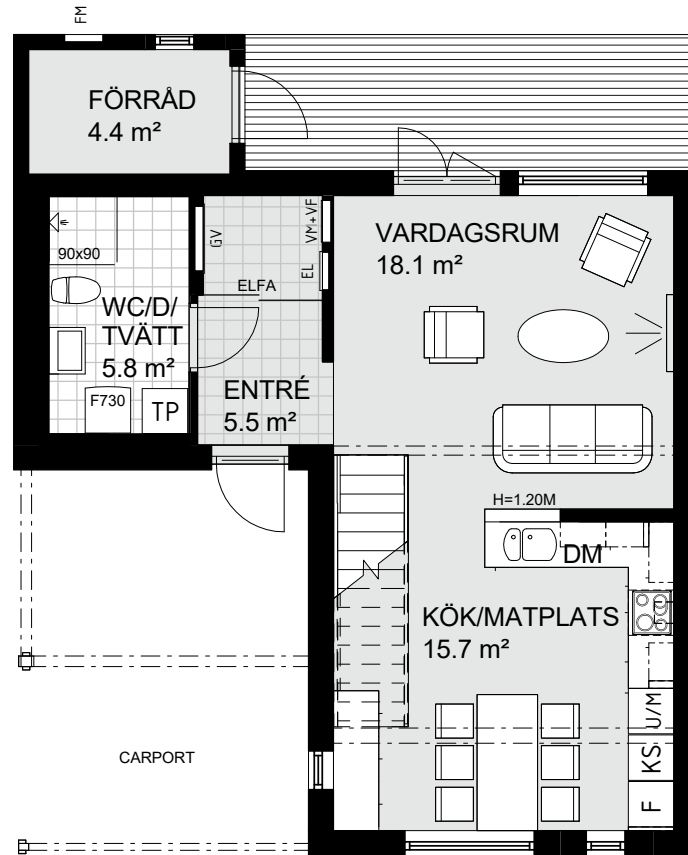 FM
FÖRRÅD
4.4 m²
GV
VM+VF
EL
ELFA
VARDAGSRUM
18.1 m²
90x90
WC/D/
TVÄTT
5.8 m²
F730
TP
ENTRÉ
5.5 m²
H=1.20M
DM
KÖK/MATPLATS
15.7 m²
U/M
KS
F
CARPORT